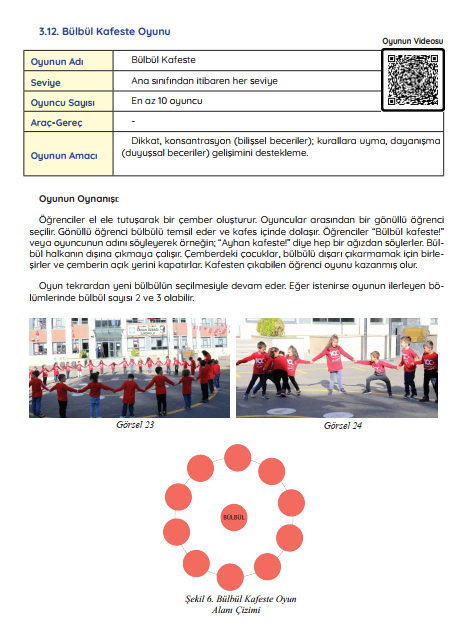 3.12. Bülbül Kafeste Oyunu
Oyunun Videosu
Oyunun Adı Bülbül Kafeste
Seviye Ana sınıfından itibaren her seviye
Oyuncu Sayısı En az 10 oyuncu
Araç-Gereç -
Oyunun Amacı Dikkat, konsantrasyon (bilişsel beceriler); kurallara uyma, dayanışma
(duyuşsal beceriler) gelişimini destekleme.
Oyunun Oynanışı:
Öğrenciler el ele tutuşarak bir çember oluşturur. Oyuncular arasından bir gönüllü öğrenci
seçilir. Gönüllü öğrenci bülbülü temsil eder ve kafes içinde dolaşır. Öğrenciler “Bülbül kafeste!”
veya oyuncunun adını söyleyerek örneğin; “Ayhan kafeste!” diye hep bir ağızdan söylerler. Bül-
bül halkanın dışına çıkmaya çalışır. Çemberdeki çocuklar, bülbülü dışarı çıkarmamak için birle-
şirler ve çemberin açık yerini kapatırlar. Kafesten çıkabilen öğrenci oyunu kazanmış olur.
Oyun tekrardan yeni bülbülün seçilmesiyle devam eder. Eğer istenirse oyunun ilerleyen bö-
lümlerinde bülbül sayısı 2 ve 3 olabilir.
Görsel 23
Görsel 24
BÜLBÜL
Şekil 6. Bülbül Kafeste Oyun
Alanı Çizimi